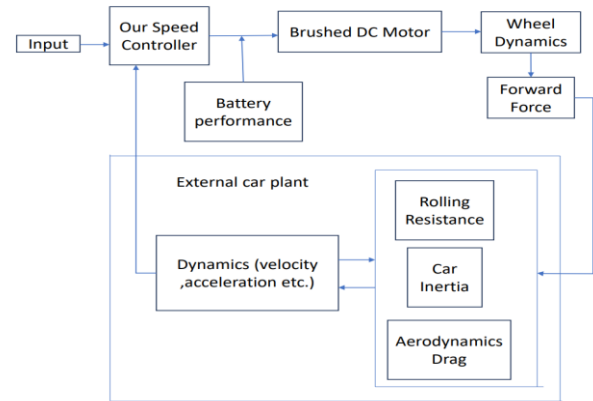 Input
Our Speed
Controller
Brushed DC Motor
Wheel
Dynamics
Battery
performance
Forward
Force
External car plant
Rolling
Resistance
Dynamics (velocity
,acceleration etc.)
Car
Inertia
Aerodynamics
Drag